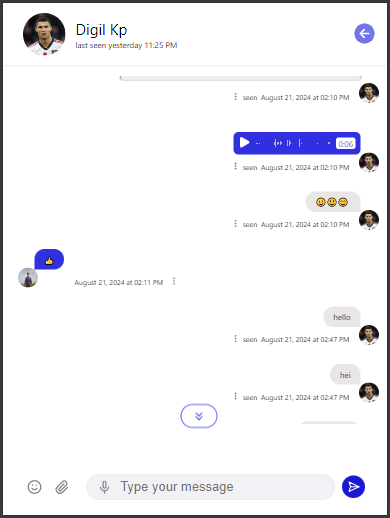 Digil Kp
last seen yesterday 11:25 PM
seen August 21, 2024 at 02:10 PM
0:06
seen August 21, 2024 at 02:10 PM
😀😃😊
seen August 21, 2024 at 02:10 PM
👍
August 21, 2024 at 02:11 PM
hello
seen August 21, 2024 at 02:47 PM
hei
seen August 21, 2024 at 02:47 PM
Type your message